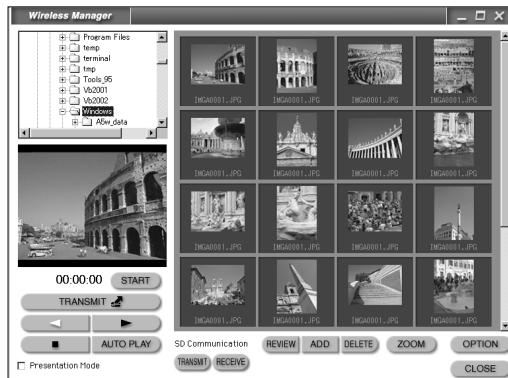 Wireless Manager
Program Files
temp
terminal
tmp
Tools_95
Vb2001
Vb2002
Windows
A5w_data
IMGA0001.JPG IMGA0001.JPG IMGA0001.JPG IMGA0001.JPG
IMGA0001.JPG IMGA0001.JPG IMGA0001.JPG IMGA0001.JPG
IMGA0001.JPG IMGA0001.JPG IMGA0001.JPG IMGA0001.JPG
IMGA0001.JPG IMGA0001.JPG IMGA0001.JPG IMGA0001.JPG
00:00:00 START
TRANSMIT
AUTO PLAY
Presentation Mode
SD Communication REVIEW ADD DELETE ZOOM OPTION
TRANSMIT RECEIVE CLOSE